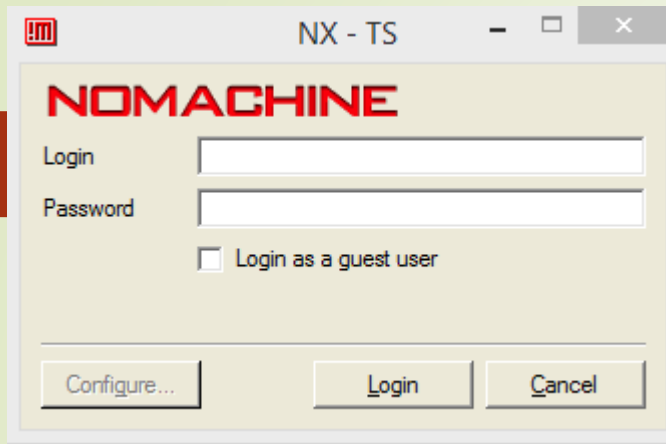 !M
NX - TS
NOMACHINE
Login
Password
Login as a guest user
Configure...
Login
Cancel